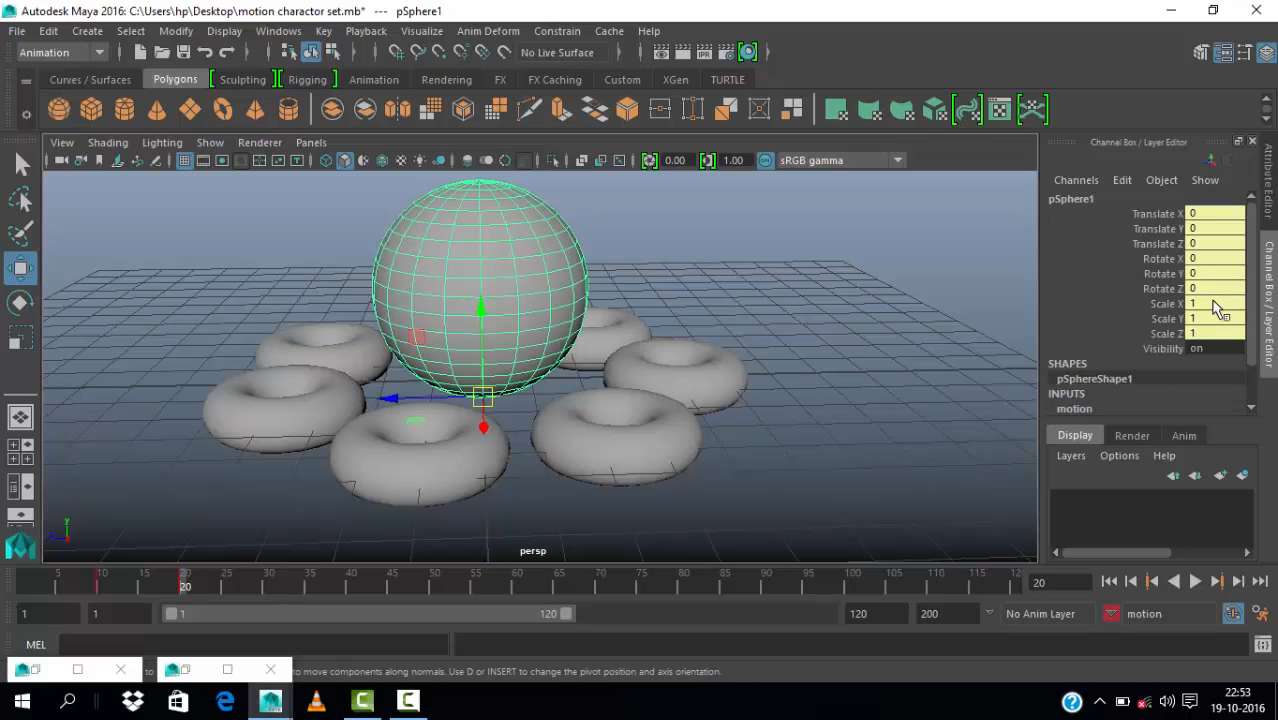 Autodesk Maya 2016: C:\Users\hp\Desktop\motion charactor set.mb* --- pSphere1
File Edit Create Select Modify Display Windows Key Playback Visualize Anim Deform Constrain Cache Help
Animation No Live Surface
Curves / Surfaces Polygons Sculpting Rigging Animation Rendering FX FX Caching Custom XGen TURTLE
View Shading Lighting Show Renderer Panels
0.00 1.00 sRGB gamma
Channel Box / Layer Editor
Channels Edit Object Show
pSphere1
Translate X 0
Translate Y 0
Translate Z 0
Rotate X 0
Rotate Y 0
Rotate Z 0
Scale X 1
Scale Y 1
Scale Z 1
Visibility on
SHAPES
pSphereShape1
INPUTS
motion
Display Render Anim
Layers Options Help
Attribute Editor
Channel Box / Layer Editor
persp
5 10 15 20 25 30 35 40 45 50 55 60 65 70 75 80 85 90 95 100 105 110 115 12
20 20
1 1 1 120 120 200 No Anim Layer motion
MEL
to move components along normals. Use D or INSERT to change the pivot position and axis orientation.
22:53
19-10-2016